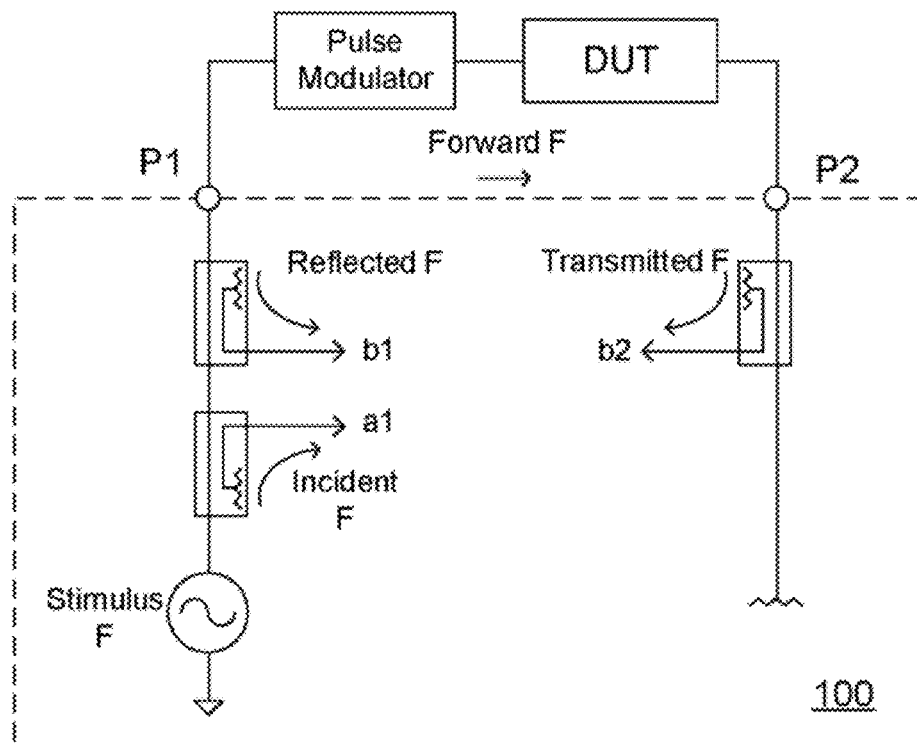 Pulse
Modulator
DUT
Forward F
P1
P2
Reflected F
Transmitted F
b1
b2
a1
Incident
F
Stimulus
F
100